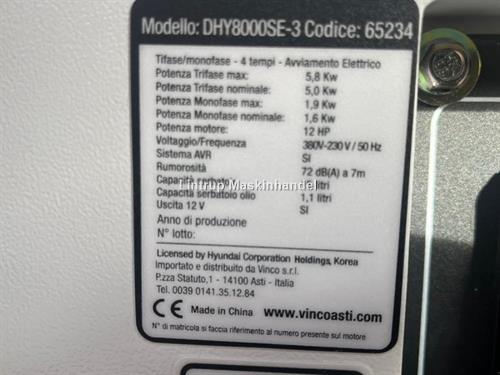 Modello: DHY8000SE-3 Codice: 65234
Trifase/monofase - 4 tempi - Avviamento Elettrico
Potenza Trifase max: 5,8 Kw
Potenza Trifase nominale: 5,0 Kw
Potenza Monofase max: 1,9 Kw
Potenza Monofase nominale: 1,6 Kw
Potenza motore: 12 HP
Voltaggio/Frequenza 380V-230V / 50 Hz
Sistema AVR SI
Rumorosità 72 dB(A) a 7m
Capacità serbatoio litri
Lintrup Maskinhandel
Capacità serbatoio olio 1,1 litri
Uscita 12 V SI
Anno di produzione
N° lotto:
Licensed by Hyundai Corporation Holdings, Korea
Importato e distribuito da Vinco s.r.l.
P.zza Statuto,1 - 14100 Asti - Italia
Tel. 0039 0141.35.12.84
CE Made in China www.vincoasti.com
N° di matricola si faccia riferimento al numero presente sul motore